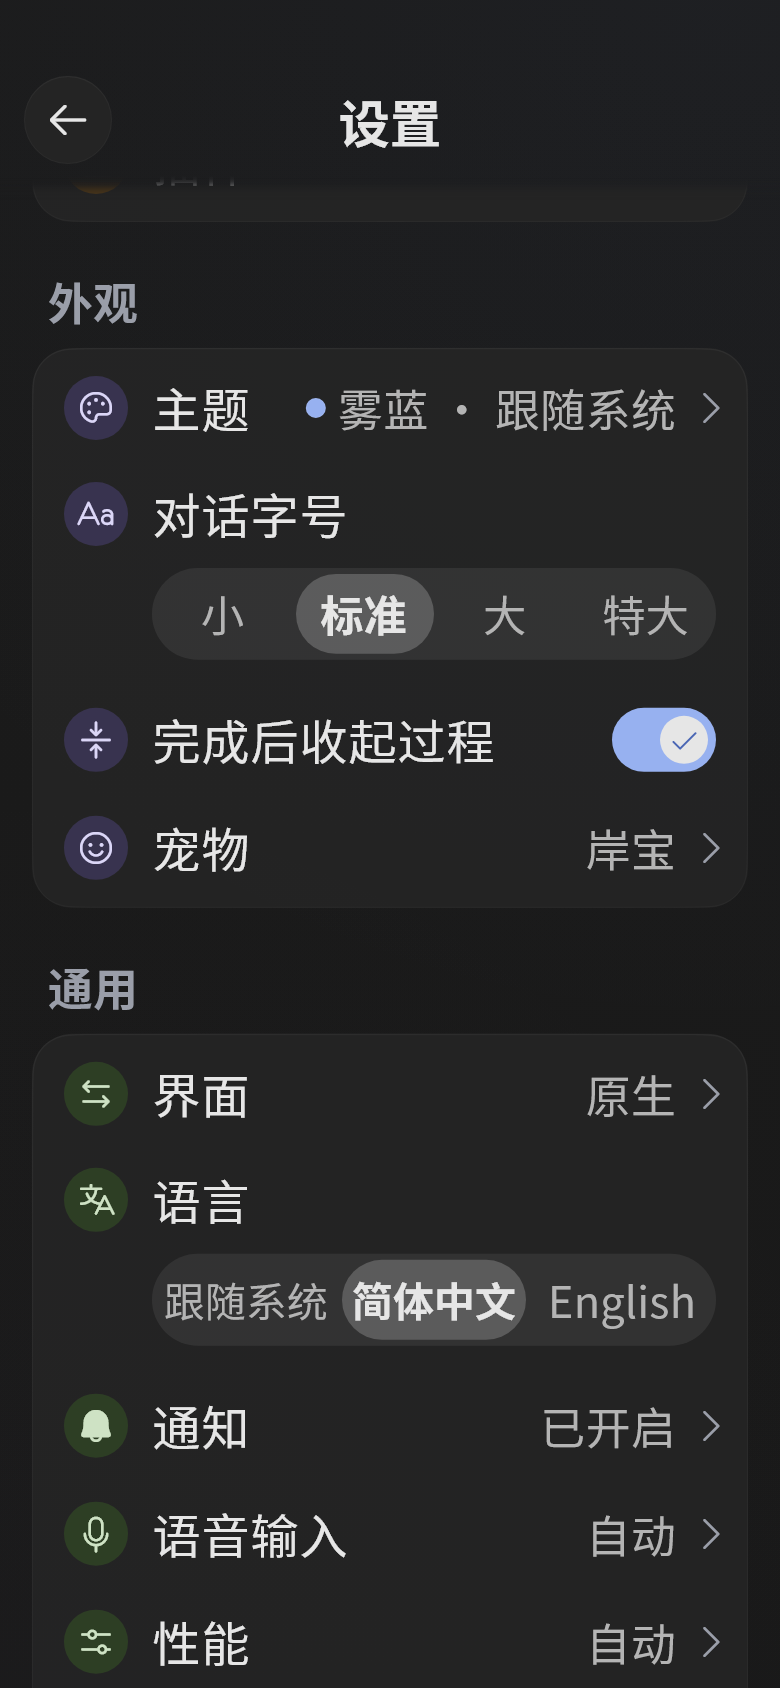 设置
外观
主题 雾蓝 · 跟随系统
Aa 对话字号
小 标准 大 特大
完成后收起过程
宠物 岸宝
通用
界面 原生
文A 语言
跟随系统 简体中文 English
通知 已开启
语音输入 自动
性能 自动